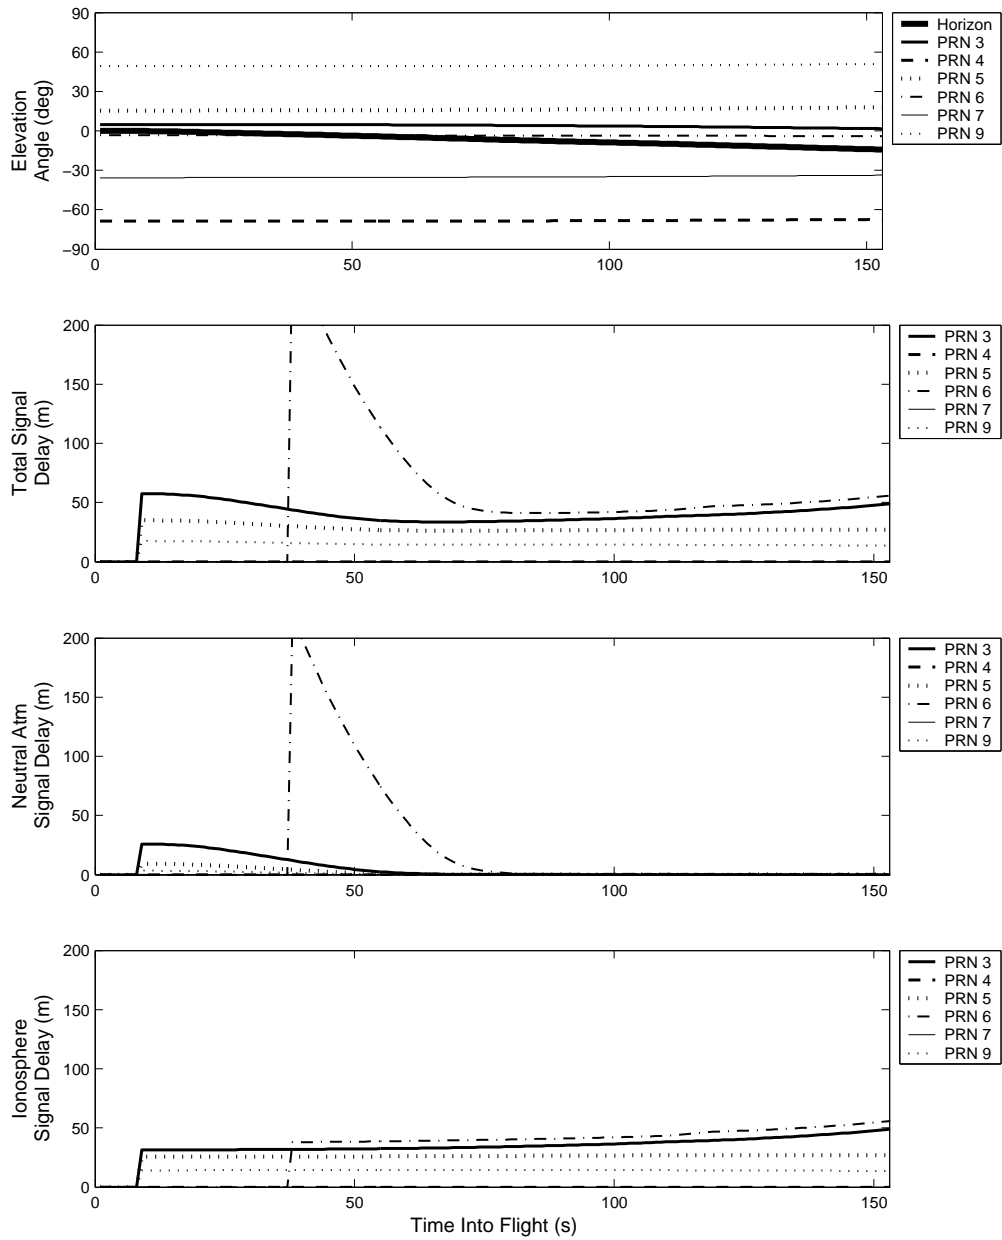 90
60
30
0
−30
−60
−90
Elevation
Angle (deg)
0
50
100
150
Horizon
PRN 3
PRN 4
PRN 5
PRN 6
PRN 7
PRN 9
200
150
100
50
0
Total Signal
Delay (m)
0
50
100
150
PRN 3
PRN 4
PRN 5
PRN 6
PRN 7
PRN 9
200
150
100
50
0
Neutral Atm
Signal Delay (m)
0
50
100
150
PRN 3
PRN 4
PRN 5
PRN 6
PRN 7
PRN 9
200
150
100
50
0
Ionosphere
Signal Delay (m)
0
50
100
150
Time Into Flight (s)
PRN 3
PRN 4
PRN 5
PRN 6
PRN 7
PRN 9